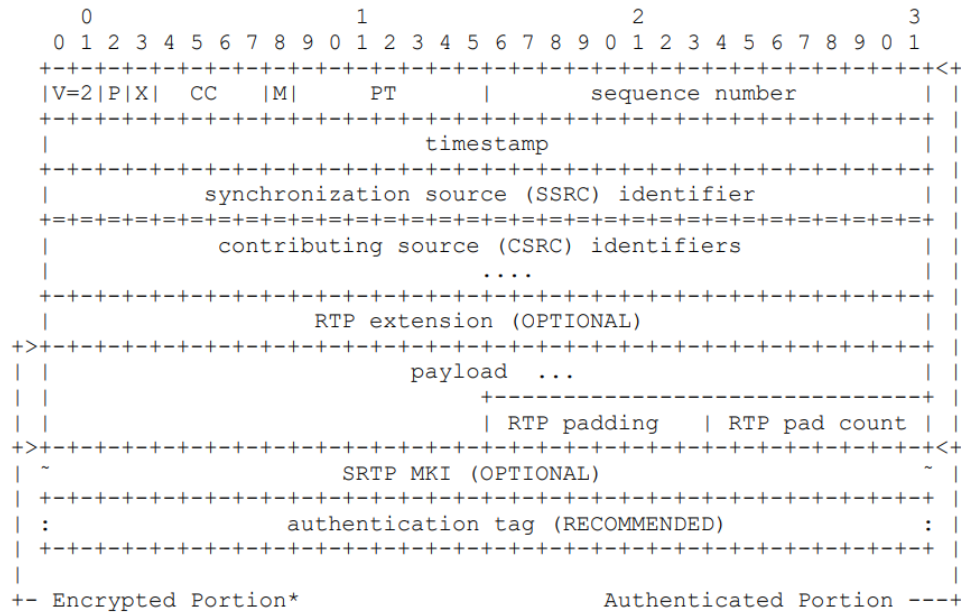 0                   1                   2                   3
  0 1 2 3 4 5 6 7 8 9 0 1 2 3 4 5 6 7 8 9 0 1 2 3 4 5 6 7 8 9 0 1
  +-+-+-+-+-+-+-+-+-+-+-+-+-+-+-+-+-+-+-+-+-+-+-+-+-+-+-+-+-+-+-+-+<+
  |V=2|P|X|  CC   |M|     PT      |       sequence number         | |
  +-+-+-+-+-+-+-+-+-+-+-+-+-+-+-+-+-+-+-+-+-+-+-+-+-+-+-+-+-+-+-+-+ |
  |                           timestamp                           | |
  +-+-+-+-+-+-+-+-+-+-+-+-+-+-+-+-+-+-+-+-+-+-+-+-+-+-+-+-+-+-+-+-+ |
  |           synchronization source (SSRC) identifier            | |
  +=+=+=+=+=+=+=+=+=+=+=+=+=+=+=+=+=+=+=+=+=+=+=+=+=+=+=+=+=+=+=+=+ |
  |            contributing source (CSRC) identifiers             | |
  |                               ....                            | |
  +-+-+-+-+-+-+-+-+-+-+-+-+-+-+-+-+-+-+-+-+-+-+-+-+-+-+-+-+-+-+-+-+ |
  |                   RTP extension (OPTIONAL)                    | |
+>+-+-+-+-+-+-+-+-+-+-+-+-+-+-+-+-+-+-+-+-+-+-+-+-+-+-+-+-+-+-+-+-+ |
| |                          payload  ...                         | |
| |                               +-------------------------------+ |
| |                               | RTP padding   | RTP pad count | |
+>+-+-+-+-+-+-+-+-+-+-+-+-+-+-+-+-+-+-+-+-+-+-+-+-+-+-+-+-+-+-+-+-+<+
| ~                     SRTP MKI (OPTIONAL)                       ~ |
| +-+-+-+-+-+-+-+-+-+-+-+-+-+-+-+-+-+-+-+-+-+-+-+-+-+-+-+-+-+-+-+-+ |
| :                 authentication tag (RECOMMENDED)              : |
| +-+-+-+-+-+-+-+-+-+-+-+-+-+-+-+-+-+-+-+-+-+-+-+-+-+-+-+-+-+-+-+-+ |
|                                                                   |
+- Encrypted Portion*                      Authenticated Portion ---+